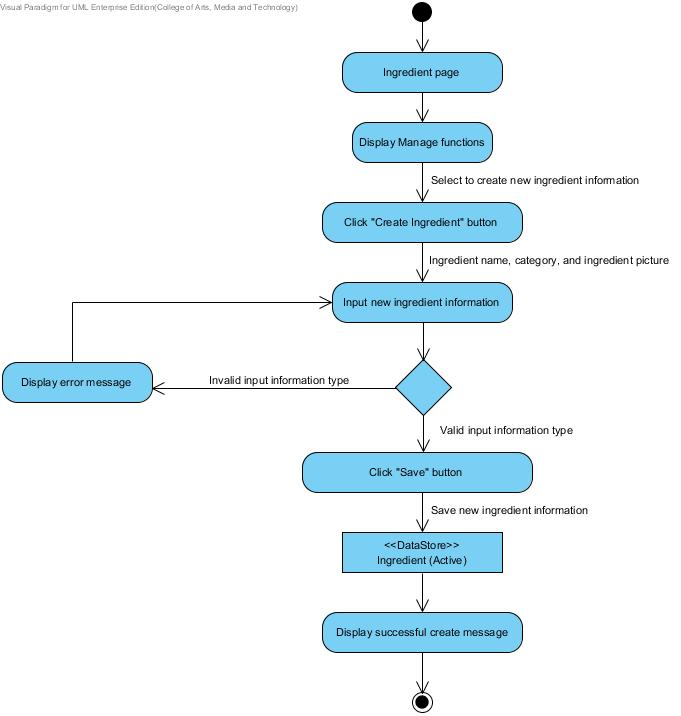 Visual Paradigm for UML Enterprise Edition(College of Arts, Media and Technology)
Ingredient page
Display Manage functions
Select to create new ingredient information
Click "Create Ingredient" button
Ingredient name, category, and ingredient picture
Input new ingredient information
Display error message
Invalid input information type
Valid input information type
Click "Save" button
Save new ingredient information
<<DataStore>>
Ingredient (Active)
Display successful create message